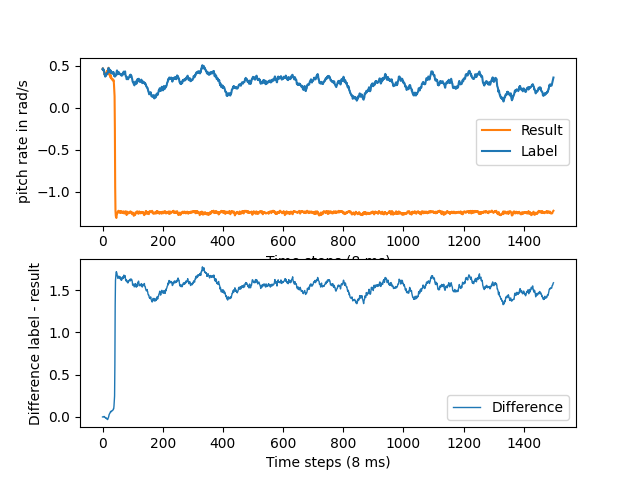 pitch rate in rad/s
0.5
0.0
−0.5
−1.0
Result
Label
0 200 400 600 800 1000 1200 1400
Time steps (8 ms)
Difference label - result
1.5
1.0
0.5
0.0
Difference
0 200 400 600 800 1000 1200 1400
Time steps (8 ms)